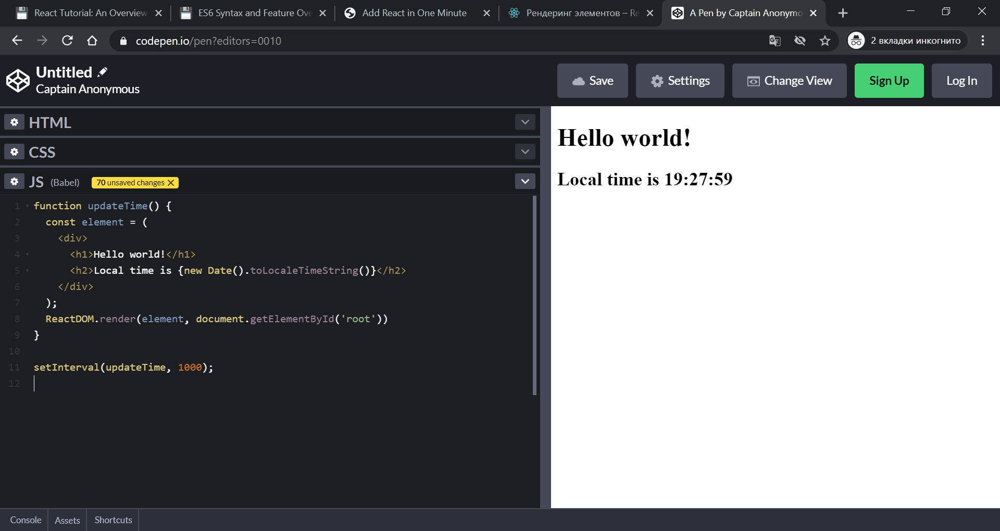 React Tutorial: An Overview
ES6 Syntax and Feature Ove
Add React in One Minute
Рендеринг элементов – Re
A Pen by Captain Anonymo
codepen.io/pen?editors=0010
2 вкладки инкогнито
Untitled
Captain Anonymous
Save
Settings
Change View
Sign Up
Log In
HTML
CSS
JS (Babel) 70 unsaved changes
1 function updateTime() {
2 const element = (
3 <div>
4 <h1>Hello world!</h1>
5 <h2>Local time is {new Date().toLocaleTimeString()}</h2>
6 </div>
7 );
8 ReactDOM.render(element, document.getElementById('root'))
9 }
10
11 setInterval(updateTime, 1000);
12
Hello world!
Local time is 19:27:59
Console
Assets
Shortcuts